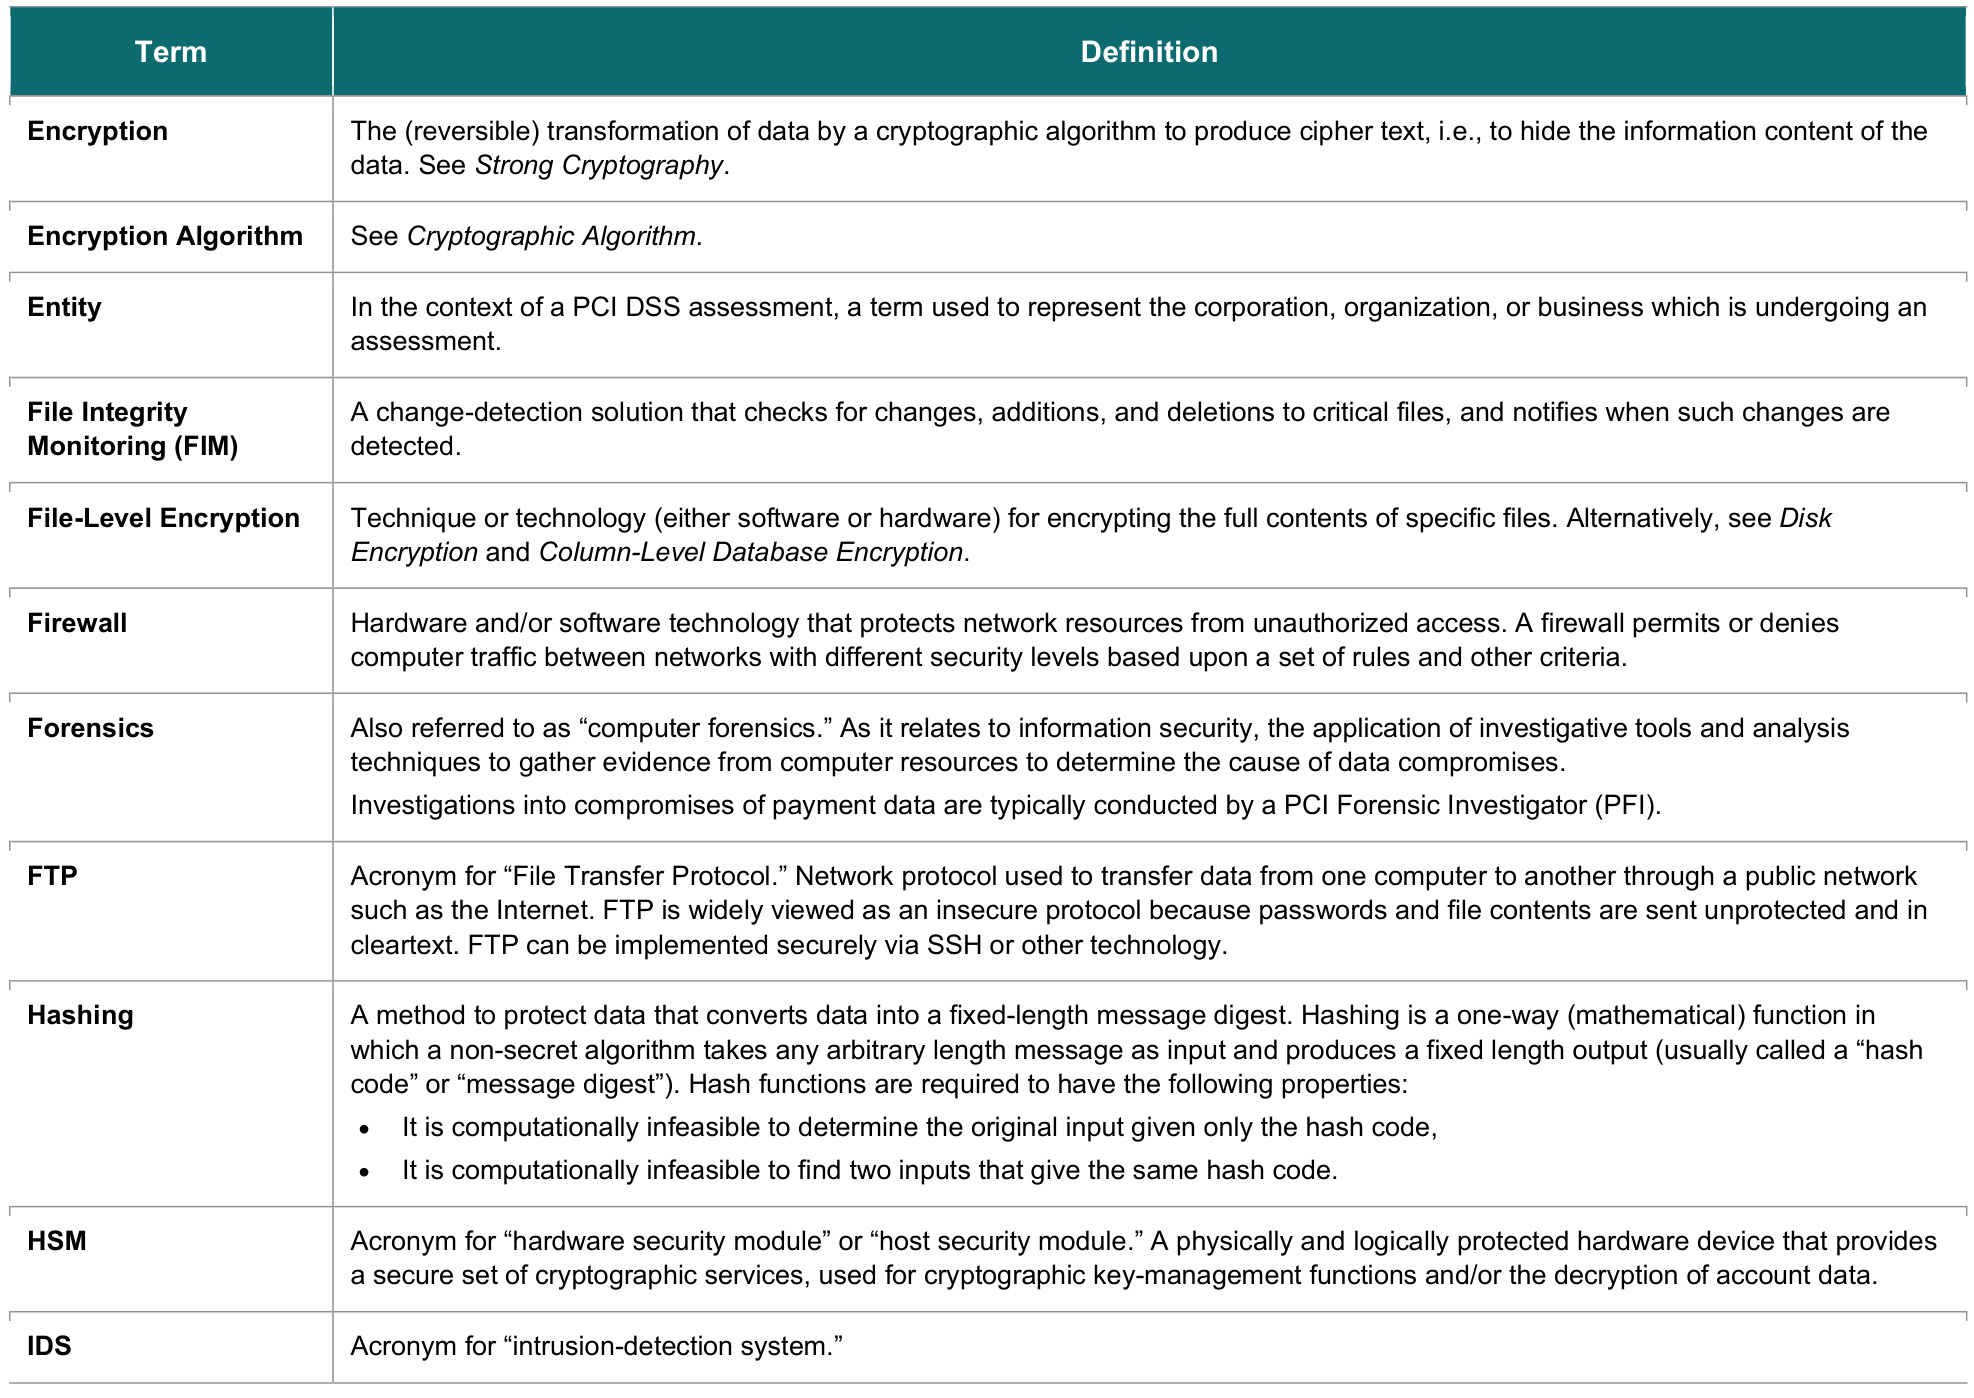 Term
Definition
Encryption
The (reversible) transformation of data by a cryptographic algorithm to produce cipher text, i.e., to hide the information content of the
data. See Strong Cryptography.
Encryption Algorithm
See Cryptographic Algorithm.
Entity
In the context of a PCI DSS assessment, a term used to represent the corporation, organization, or business which is undergoing an
assessment.
File Integrity
Monitoring (FIM)
A change-detection solution that checks for changes, additions, and deletions to critical files, and notifies when such changes are
detected.
File-Level Encryption
Technique or technology (either software or hardware) for encrypting the full contents of specific files. Alternatively, see Disk
Encryption and Column-Level Database Encryption.
Firewall
Hardware and/or software technology that protects network resources from unauthorized access. A firewall permits or denies
computer traffic between networks with different security levels based upon a set of rules and other criteria.
Forensics
Also referred to as “computer forensics.” As it relates to information security, the application of investigative tools and analysis
techniques to gather evidence from computer resources to determine the cause of data compromises.
Investigations into compromises of payment data are typically conducted by a PCI Forensic Investigator (PFI).
FTP
Acronym for “File Transfer Protocol.” Network protocol used to transfer data from one computer to another through a public network
such as the Internet. FTP is widely viewed as an insecure protocol because passwords and file contents are sent unprotected and in
cleartext. FTP can be implemented securely via SSH or other technology.
Hashing
A method to protect data that converts data into a fixed-length message digest. Hashing is a one-way (mathematical) function in
which a non-secret algorithm takes any arbitrary length message as input and produces a fixed length output (usually called a “hash
code” or “message digest”). Hash functions are required to have the following properties:
• It is computationally infeasible to determine the original input given only the hash code,
• It is computationally infeasible to find two inputs that give the same hash code.
HSM
Acronym for “hardware security module” or “host security module.” A physically and logically protected hardware device that provides
a secure set of cryptographic services, used for cryptographic key-management functions and/or the decryption of account data.
IDS
Acronym for “intrusion-detection system.”